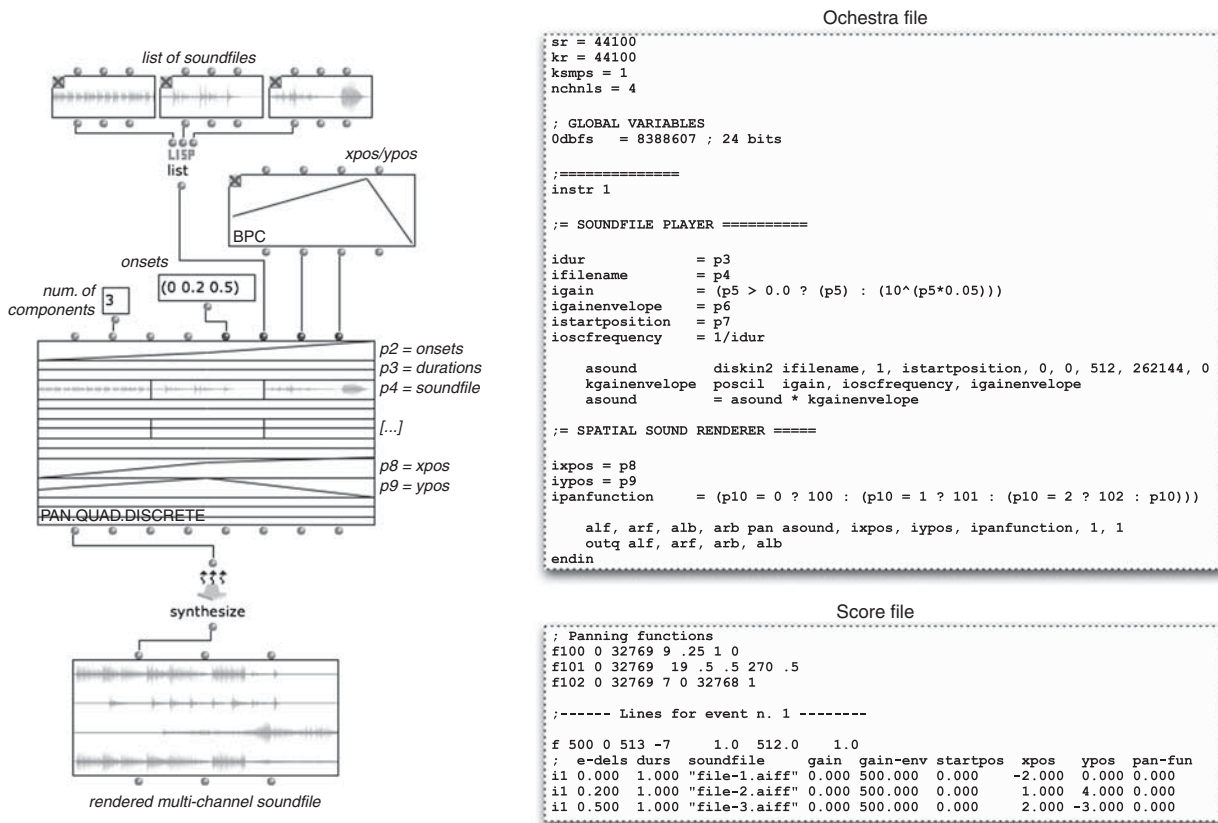 list of soundfiles
LISP
list
xpos/ypos
BPC
onsets
(0 0.2 0.5)
num. of
components
3
p2 = onsets
p3 = durations
p4 = soundfile
[...]
p8 = xpos
p9 = ypos
PAN.QUAD.DISCRETE
synthesize
rendered multi-channel soundfile
Ochestra file
sr = 44100
kr = 44100
ksmps = 1
nchnls = 4
; GLOBAL VARIABLES
0dbfs = 8388607 ; 24 bits
;==============
instr 1
;= SOUNDFILE PLAYER ==========
idur = p3
ifilename = p4
igain = (p5 > 0.0 ? (p5) : (10^(p5*0.05)))
igainenvelope = p6
istartposition = p7
ioscfrequency = 1/idur
asound diskin2 ifilename, 1, istartposition, 0, 0, 512, 262144, 0
kgainenvelope poscil igain, ioscfrequency, igainenvelope
asound = asound * kgainenvelope
;= SPATIAL SOUND RENDERER =====
ixpos = p8
iypos = p9
ipanfunction = (p10 = 0 ? 100 : (p10 = 1 ? 101 : (p10 = 2 ? 102 : p10)))
alf, arf, alb, arb pan asound, ixpos, iypos, ipanfunction, 1, 1
outq alf, arf, arb, alb
endin
Score file
; Panning functions
f100 0 32769 9 .25 1 0
f101 0 32769 19 .5 .5 270 .5
f102 0 32769 7 0 32768 1
;------ Lines for event n. 1 --------
f 500 0 513 -7 1.0 512.0 1.0
; e-dels durs soundfile gain gain-env startpos xpos ypos pan-fun
i1 0.000 1.000 "file-1.aiff" 0.000 500.000 0.000 -2.000 0.000 0.000
i1 0.200 1.000 "file-2.aiff" 0.000 500.000 0.000 1.000 4.000 0.000
i1 0.500 1.000 "file-3.aiff" 0.000 500.000 0.000 2.000 -3.000 0.000